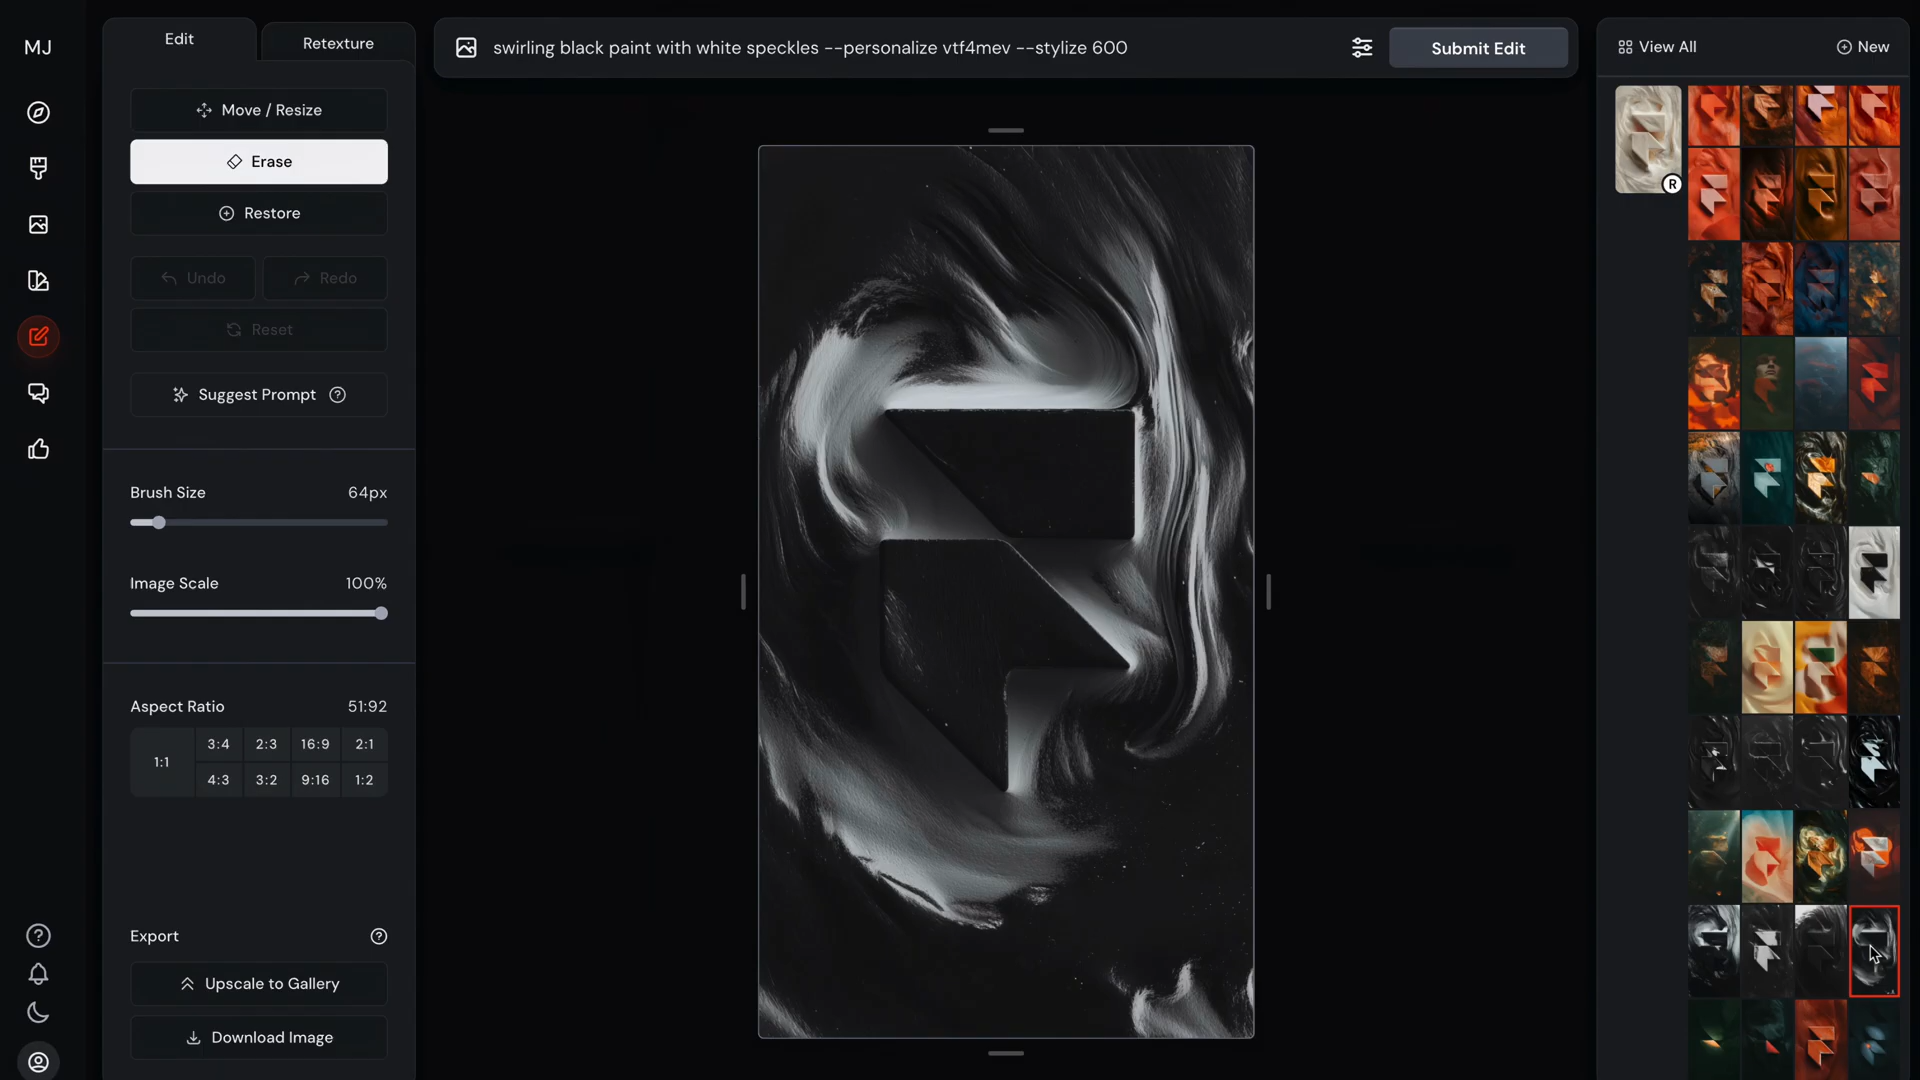 MJ
Edit
Retexture
swirling black paint with white speckles --personalize vtf4mev --stylize 600
Submit Edit
View All
New
Move / Resize
Erase
Restore
Undo
Redo
Reset
Suggest Prompt
Brush Size
64px
Image Scale
100%
Aspect Ratio
51:92
1:1
3:4
2:3
16:9
2:1
4:3
3:2
9:16
1:2
Export
Upscale to Gallery
Download Image
R